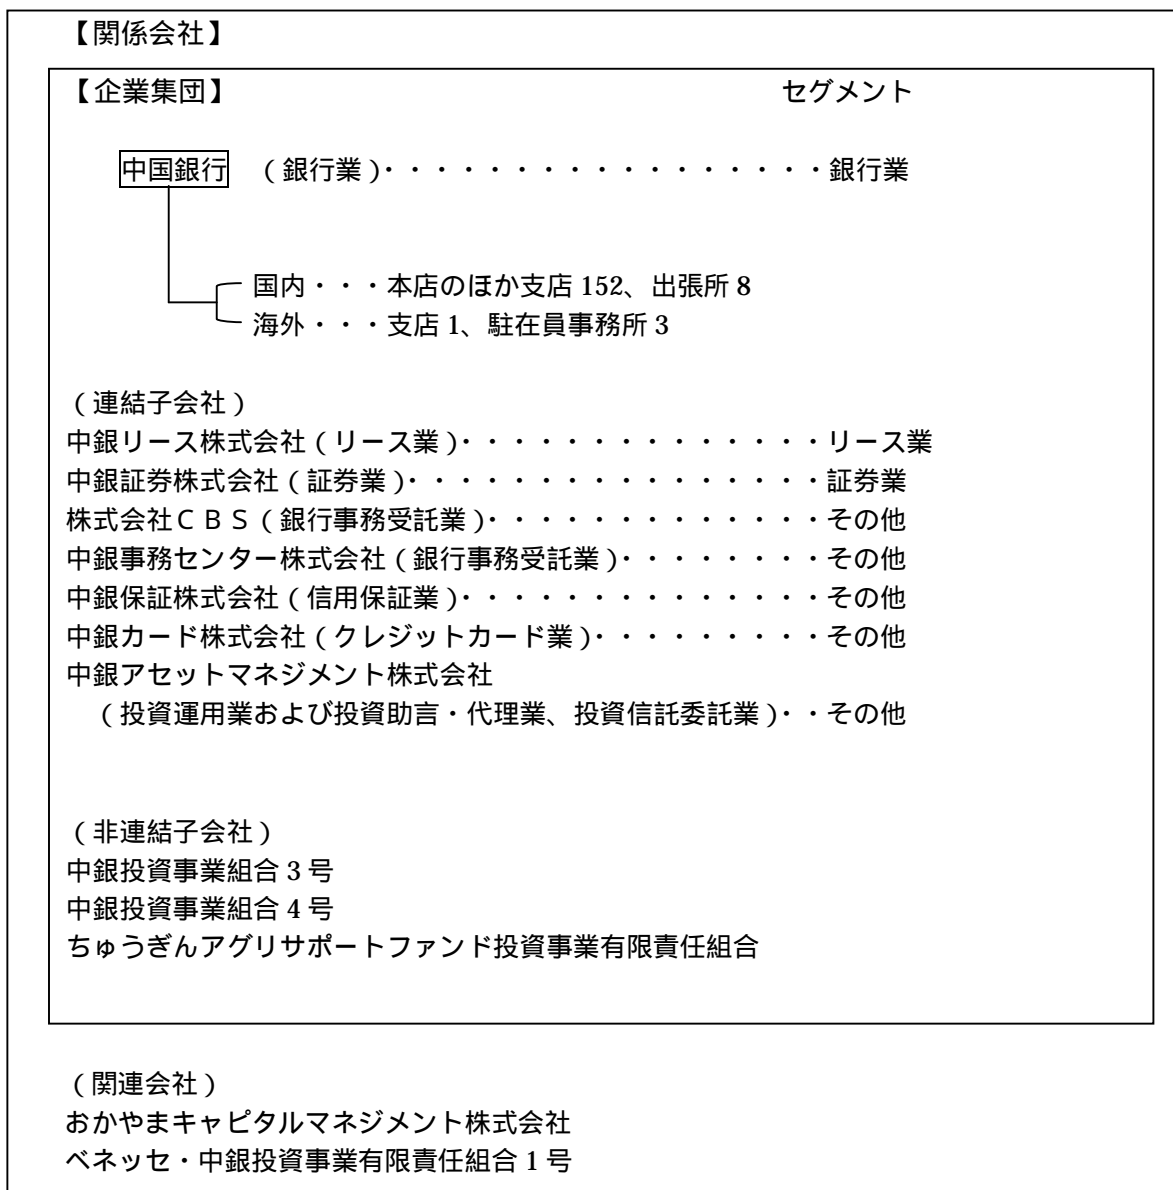 【関係会社】
【企業集団】 セグメント
中国銀行 (銀行業)・・・・・・・・・・・・・・・・・銀行業
国内・・・本店のほか支店 152、出張所 8
海外・・・支店 1、駐在員事務所 3
(連結子会社)
中銀リース株式会社(リース業)・・・・・・・・・・・・・・リース業
中銀証券株式会社(証券業)・・・・・・・・・・・・・・・・証券業
株式会社CBS(銀行事務受託業)・・・・・・・・・・・・・その他
中銀事務センター株式会社(銀行事務受託業)・・・・・・・・その他
中銀保証株式会社(信用保証業)・・・・・・・・・・・・・・その他
中銀カード株式会社(クレジットカード業)・・・・・・・・・その他
中銀アセットマネジメント株式会社
(投資運用業および投資助言・代理業、投資信託委託業)・・その他
(非連結子会社)
中銀投資事業組合 3 号
中銀投資事業組合 4 号
ちゅうぎんアグリサポートファンド投資事業有限責任組合
(関連会社)
おかやまキャピタルマネジメント株式会社
ベネッセ・中銀投資事業有限責任組合 1 号